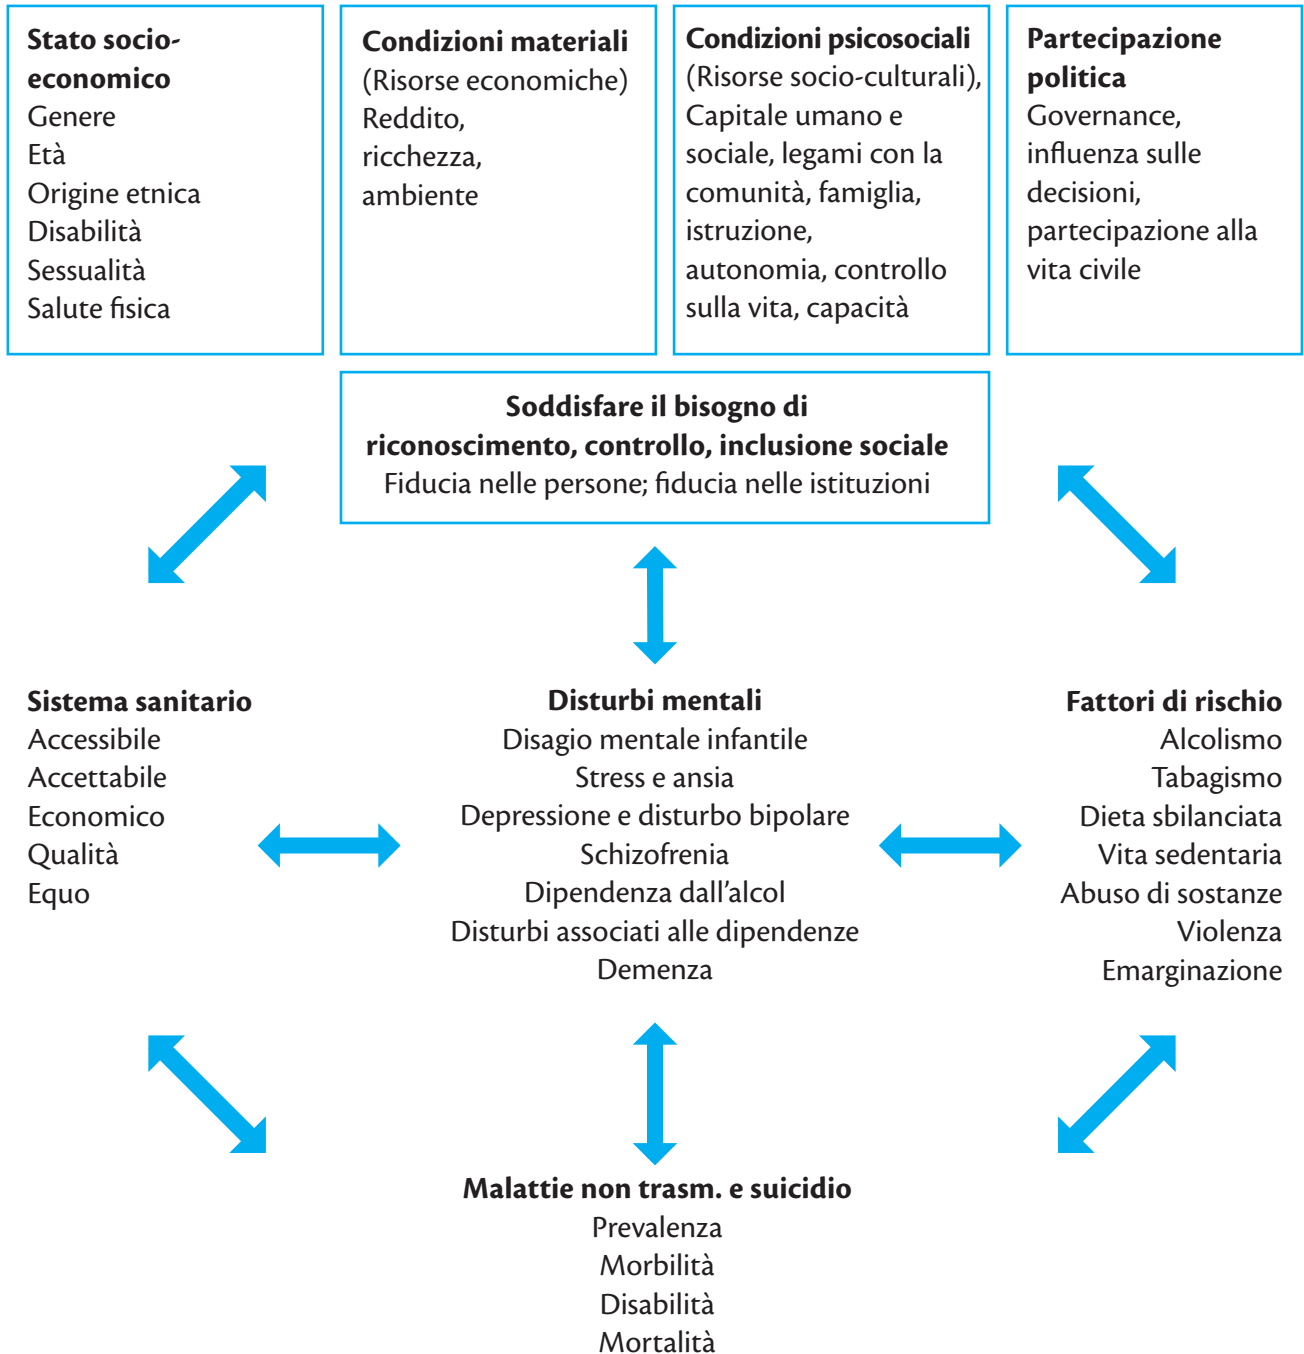 Stato socio-
economico
Genere
Età
Origine etnica
Disabilità
Sessualità
Salute fisica
Condizioni materiali
(Risorse economiche)
Reddito,
ricchezza,
ambiente
Condizioni psicosociali
(Risorse socio-culturali),
Capitale umano e
sociale, legami con la
comunità, famiglia,
istruzione,
autonomia, controllo
sulla vita, capacità
Partecipazione
politica
Governance,
influenza sulle
decisioni,
partecipazione alla
vita civile
Soddisfare il bisogno di
riconoscimento, controllo, inclusione sociale
Fiducia nelle persone; fiducia nelle istituzioni
Sistema sanitario
Accessibile
Accettabile
Economico
Qualità
Equo
Disturbi mentali
Disagio mentale infantile
Stress e ansia
Depressione e disturbo bipolare
Schizofrenia
Dipendenza dall'alcol
Disturbi associati alle dipendenze
Demenza
Fattori di rischio
Alcolismo
Tabagismo
Dieta sbilanciata
Vita sedentaria
Abuso di sostanze
Violenza
Emarginazione
Malattie non trasm. e suicidio
Prevalenza
Morbilità
Disabilità
Mortalità